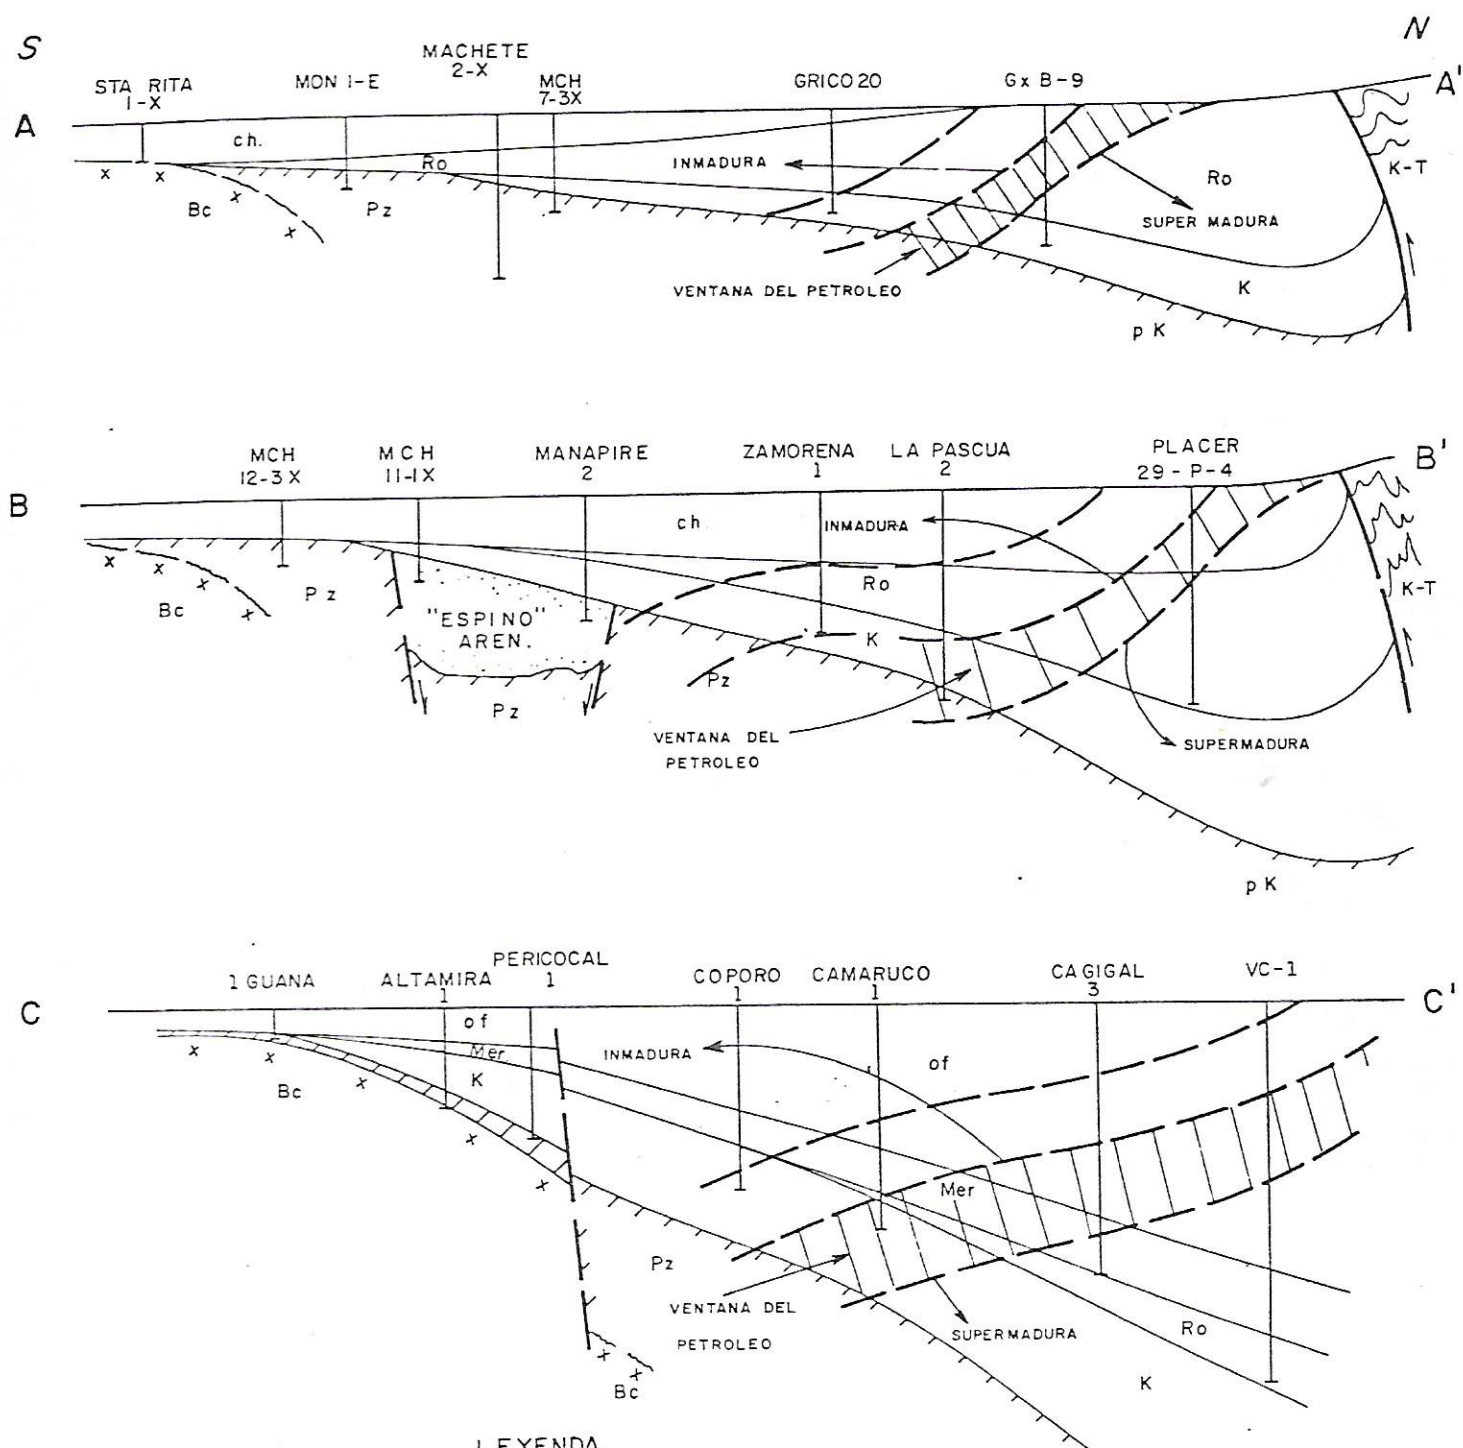 S
N
STA RITA
1-X
MON 1-E
MACHETE
2-X
MCH
7-3X
GRICO 20
Gx B-9
A
A'
ch.
Ro
INMADURA
Ro
K-T
x x
Bc
x
x
Pz
SUPER MADURA
VENTANA DEL PETROLEO
K
p K
MCH
12-3X
MCH
11-1X
MANAPIRE
2
ZAMORENA
1
LA PASCUA
2
PLACER
29-P-4
B
B'
ch
INMADURA
x x x
x
Bc
Pz
Ro
K-T
"ESPINO"
AREN.
K
Pz
Pz
VENTANA DEL
PETROLEO
SUPERMADURA
p K
1 GUANA
ALTAMIRA
1
PERICOCAL
1
COPORO
1
CAMARUCO
1
CAGIGAL
3
VC-1
C
C'
of
Mer
K
INMADURA
of
x x
x
x
x
Bc
Mer
Pz
VENTANA DEL
PETROLEO
SUPERMADURA
Ro
K
x
x
Bc
LEYENDA